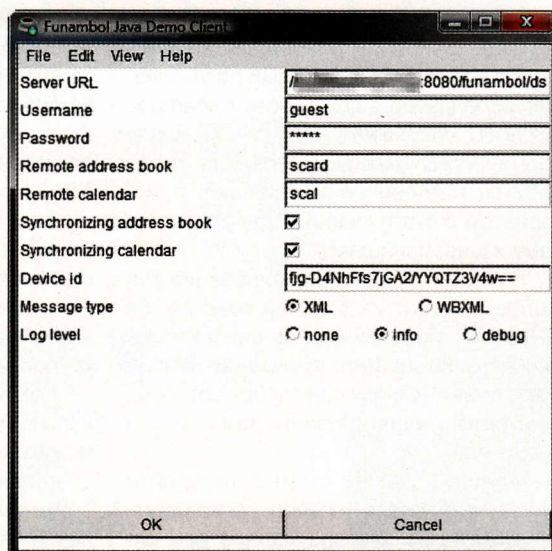 Funambol Java Demo Client
File Edit View Help
Server URL /:8080/funambol/ds
Username guest
Password *****
Remote address book scard
Remote calendar scal
Synchronizing address book
Synchronizing calendar
Device id fjg-D4NhFfs7jGA2/YYQTZ3V4w==
Message type XML WBXML
Log level none info debug
OK Cancel